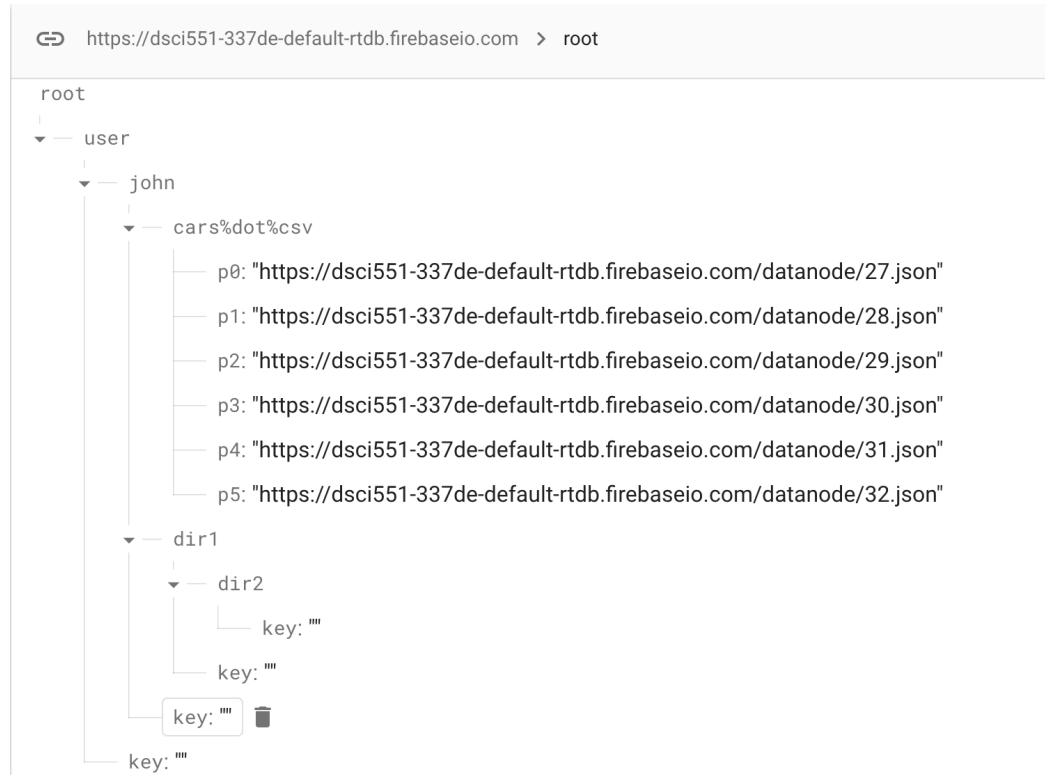 https://dsci551-337de-default-rtdb.firebaseio.com > root
root
user
john
cars%dot%csv
p0: "https://dsci551-337de-default-rtdb.firebaseio.com/datanode/27.json"
p1: "https://dsci551-337de-default-rtdb.firebaseio.com/datanode/28.json"
p2: "https://dsci551-337de-default-rtdb.firebaseio.com/datanode/29.json"
p3: "https://dsci551-337de-default-rtdb.firebaseio.com/datanode/30.json"
p4: "https://dsci551-337de-default-rtdb.firebaseio.com/datanode/31.json"
p5: "https://dsci551-337de-default-rtdb.firebaseio.com/datanode/32.json"
dir1
dir2
key: ""
key: ""
key: ""
key: ""